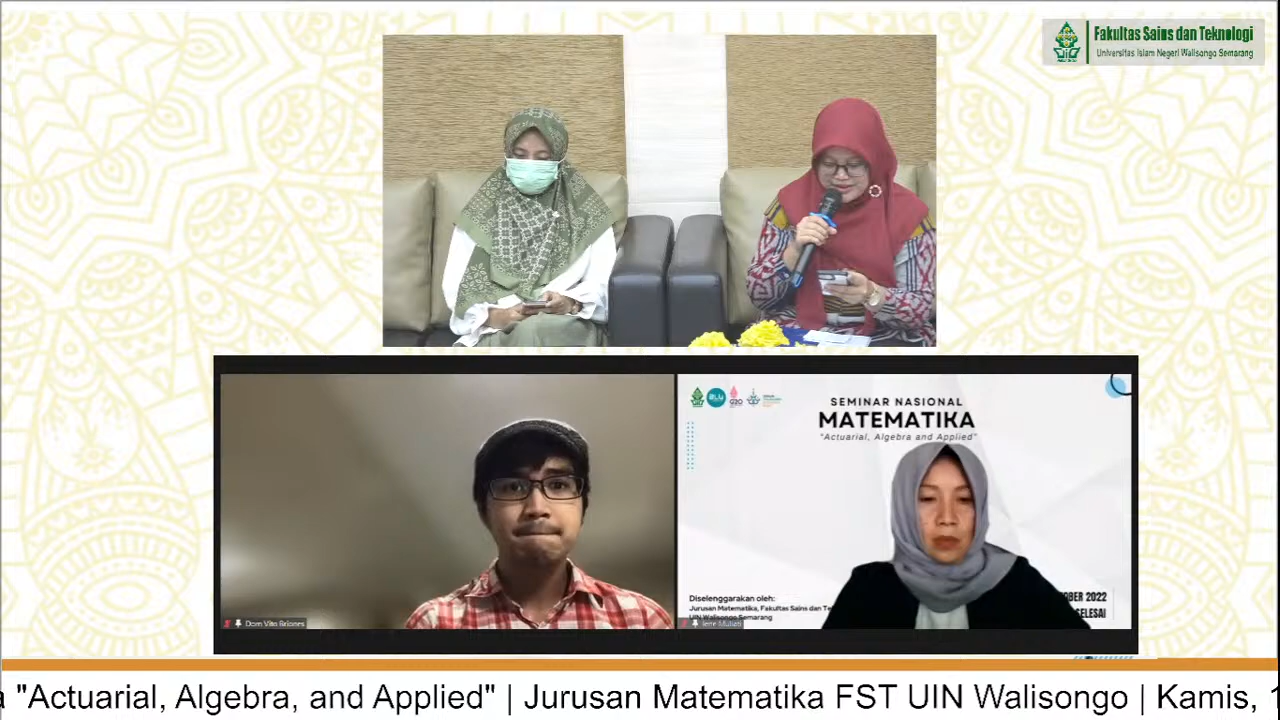 Fakultas Sains dan Teknologi
Universitas Islam Negeri Walisongo Semarang
SEMINAR NASIONAL
MATEMATIKA
"Actuarial, Algebra, and Applied"
Diselenggarakan oleh:
Jurusan Matematika, Fakultas Sains dan Te
UIN Walisongo Semarang
OBER 2022
SELESAI
Dom Vito Briones
"Actuarial, Algebra, and Applied" | Jurusan Matematika FST UIN Walisongo | Kamis,